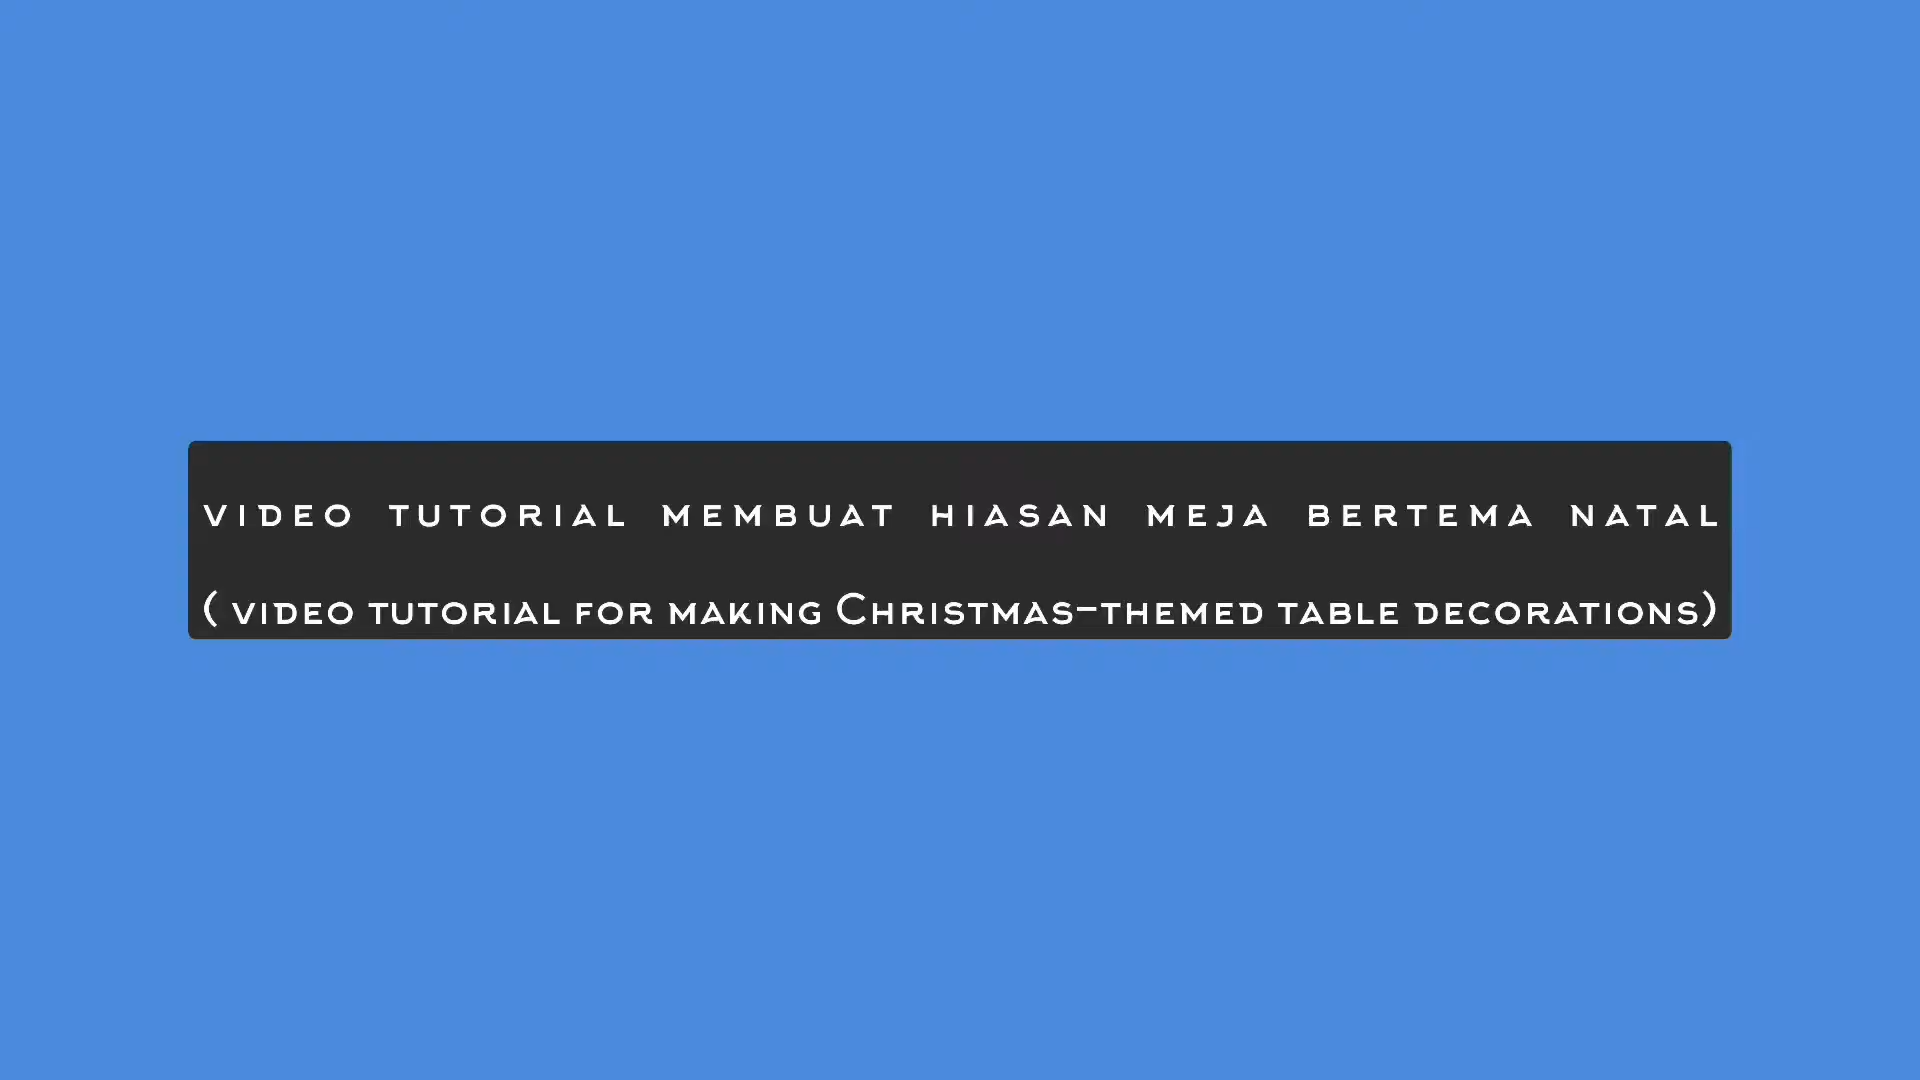 VIDEO TUTORIAL MEMBUAT HIASAN MEJA BERTEMA NATAL
( VIDEO TUTORIAL FOR MAKING CHRISTMAS-THEMED TABLE DECORATIONS)